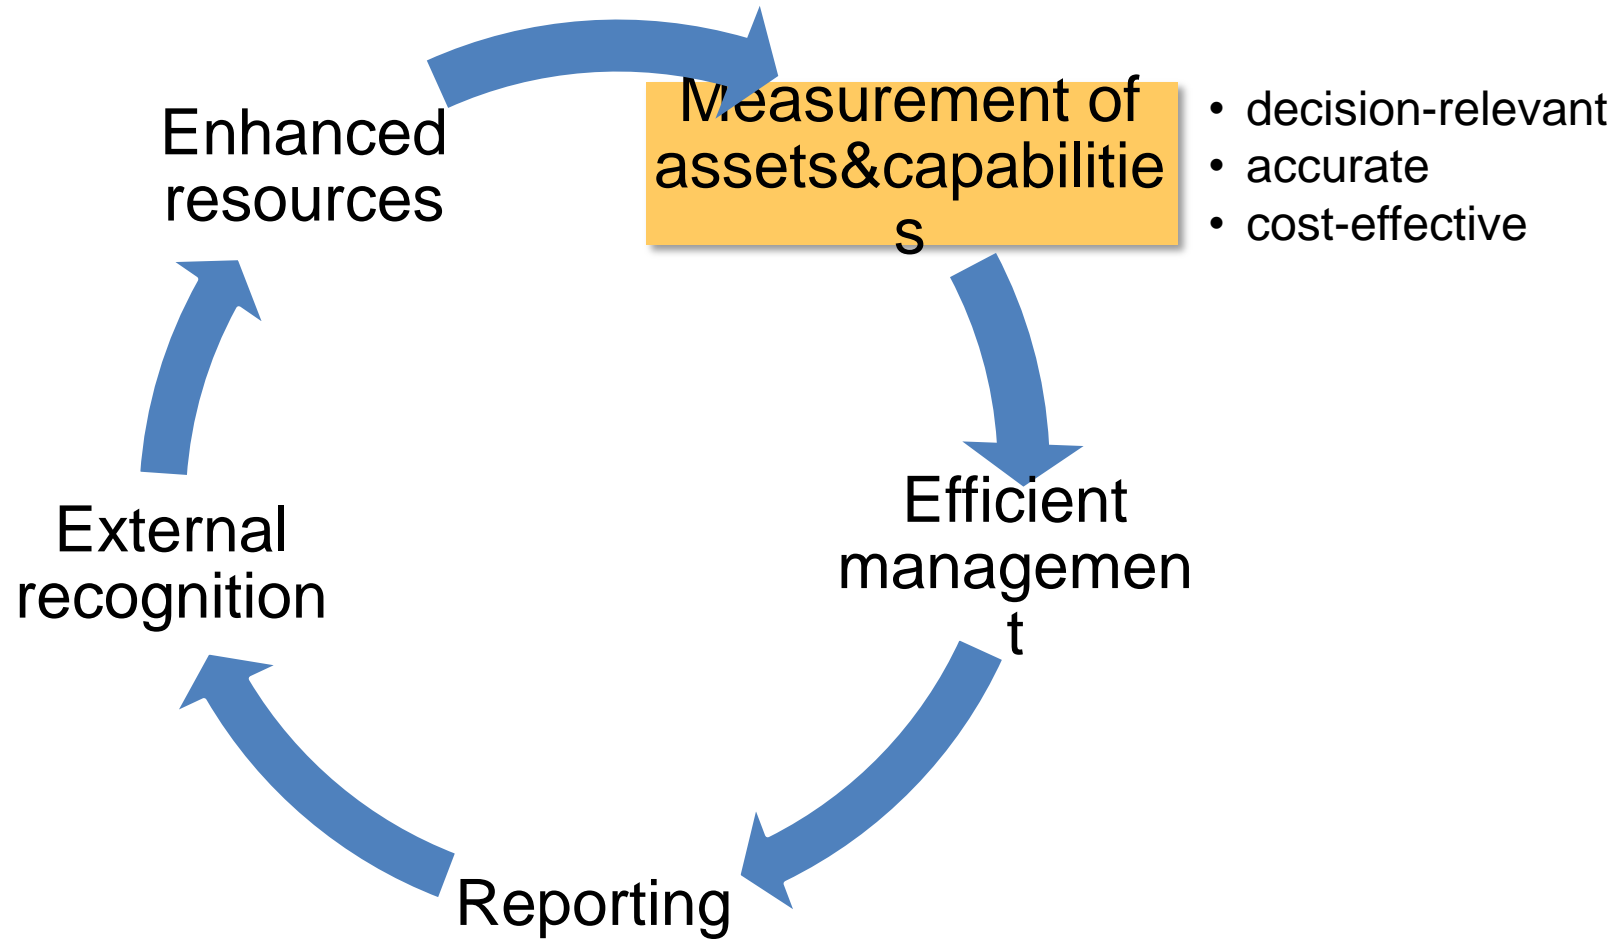 Enhanced
resources
Measurement of
assets&capabilitie
s
• decision-relevant
• accurate
• cost-effective
Efficient
managemen
t
Reporting
External
recognition